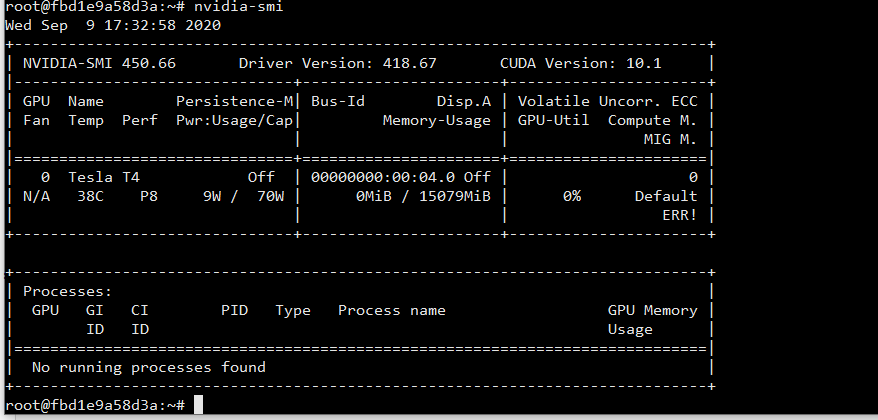 root@fbd1e9a58d3a:~# nvidia-smi
Wed Sep  9 17:32:58 2020
+-----------------------------------------------------------------------------+
| NVIDIA-SMI 450.66       Driver Version: 418.67       CUDA Version: 10.1     |
|-------------------------------+----------------------+----------------------+
| GPU  Name        Persistence-M| Bus-Id        Disp.A | Volatile Uncorr. ECC |
| Fan  Temp  Perf  Pwr:Usage/Cap|         Memory-Usage | GPU-Util  Compute M. |
|                               |                      |               MIG M. |
|===============================+======================+======================|
|   0  Tesla T4            Off  | 00000000:00:04.0 Off |                    0 |
| N/A   38C    P8     9W /  70W |      0MiB / 15079MiB |      0%      Default |
|                               |                      |                 ERR! |
+-------------------------------+----------------------+----------------------+

+-----------------------------------------------------------------------------+
| Processes:                                                                  |
|  GPU   GI   CI        PID   Type   Process name                  GPU Memory |
|        ID   ID                                                   Usage      |
|=============================================================================|
|  No running processes found                                                 |
+-----------------------------------------------------------------------------+
root@fbd1e9a58d3a:~#